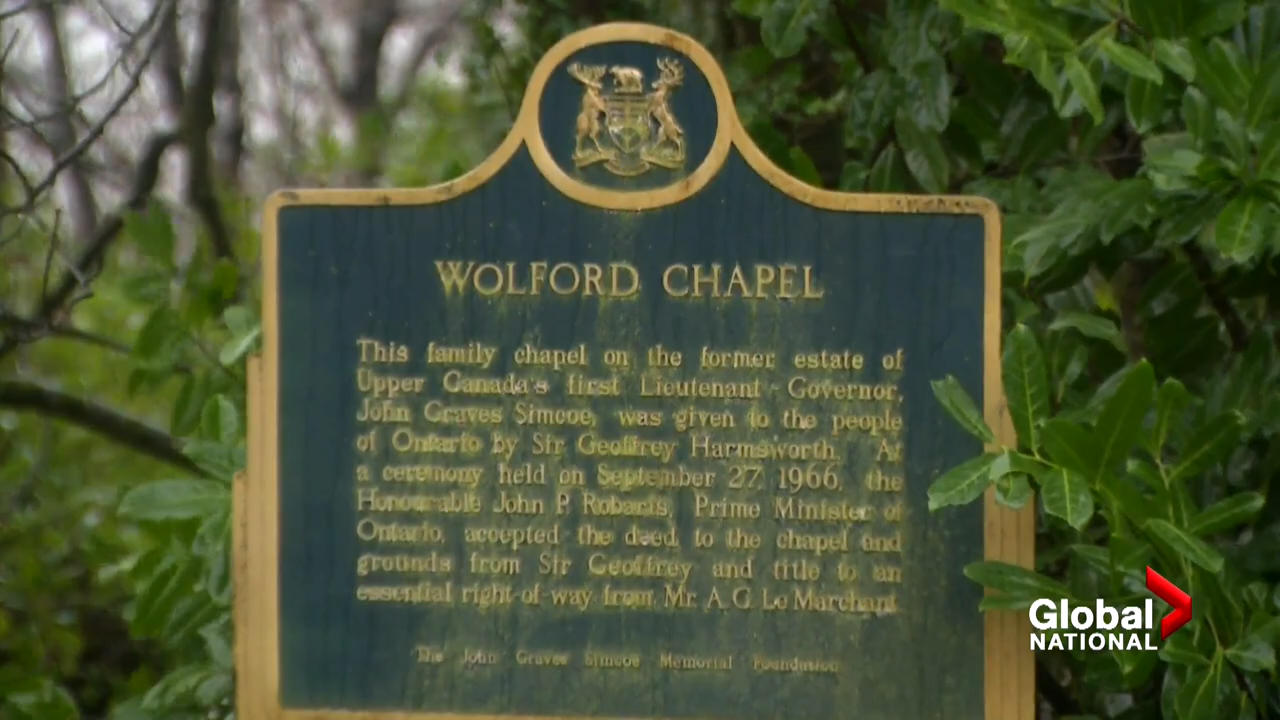 WOLFORD CHAPEL
This family chapel on the former estate of
Upper Canada's first Lieutenant-Governor,
John Graves Simcoe, was given to the people
of Ontario by Sir Geoffrey Harmsworth. At
a ceremony held on September 27, 1966, the
Honourable John P. Robarts, Prime Minister of
Ontario, accepted the deed to the chapel and
grounds from Sir Geoffrey and title to an
essential right-of-way from Mr. A. G. Le Marchant.
The John Graves Simcoe Memorial Foundation
Global
NATIONAL